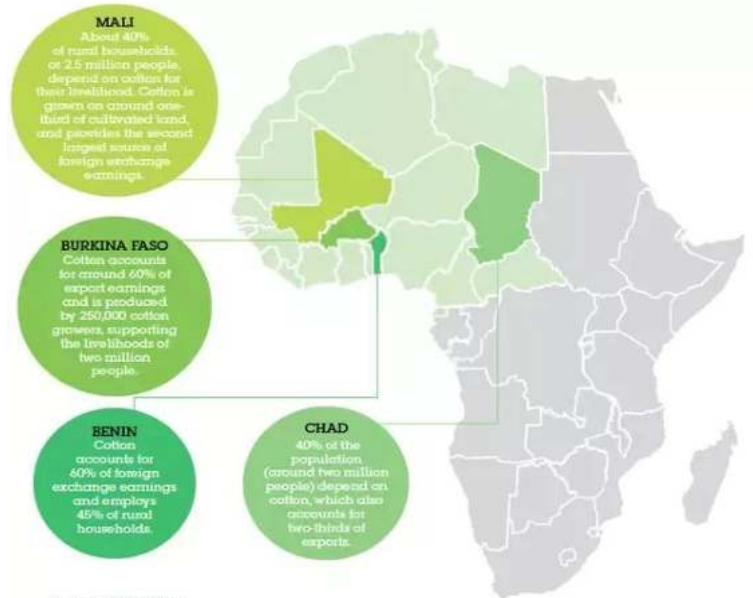 MALI
About 40%
of rural households,
or 2.5 million people,
depend on cotton for
their livelihood. Cotton is
grown on around one-
third of cultivated land,
and provides the second
largest source of
foreign exchange
earnings.
BURKINA FASO
Cotton accounts
for around 60% of
export earnings
and is produced
by 250,000 cotton
growers, supporting
the livelihoods of
two million
people.
BENIN
Cotton
accounts for
60% of foreign
exchange earnings
and employs
45% of rural
households.
CHAD
40% of the
population
(around two million
people) depend on
cotton, which also
accounts for
two-thirds of
exports.